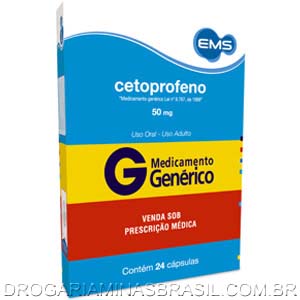 EMS
cetoprofeno
"Medicamento genérico Lei nº 9.787, de 1999"
50 mg
Uso Oral - Uso Adulto
G Medicamento
Genérico
VENDA SOB
PRESCRIÇÃO MÉDICA
Contém 24 cápsulas
DROGARIAMINASBRASIL.COM.BR